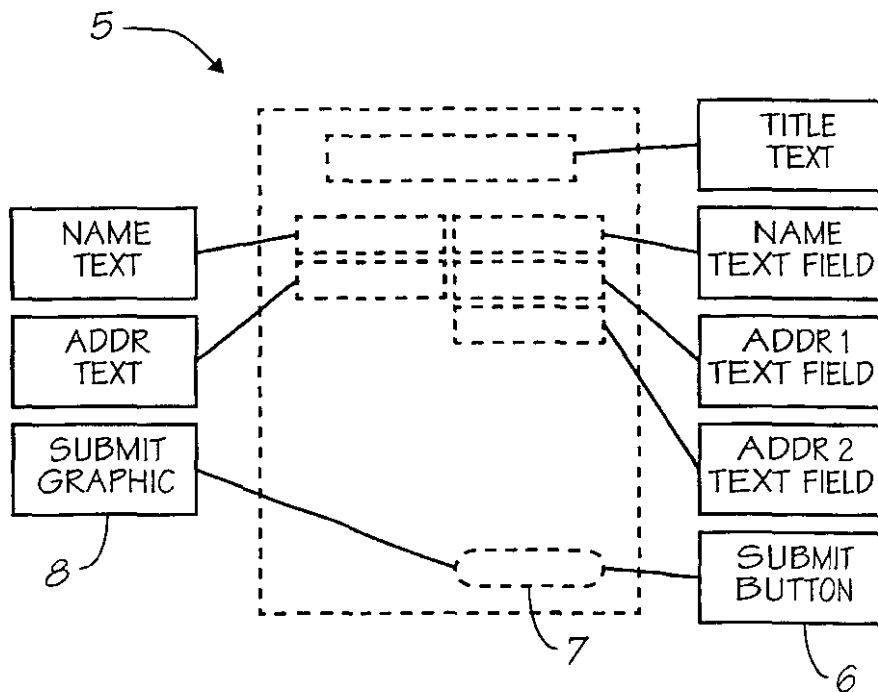 5
TITLE
TEXT
NAME
TEXT
NAME
TEXT FIELD
ADDR
TEXT
ADDR 1
TEXT FIELD
SUBMIT
GRAPHIC
ADDR 2
TEXT FIELD
8
SUBMIT
BUTTON
7
6